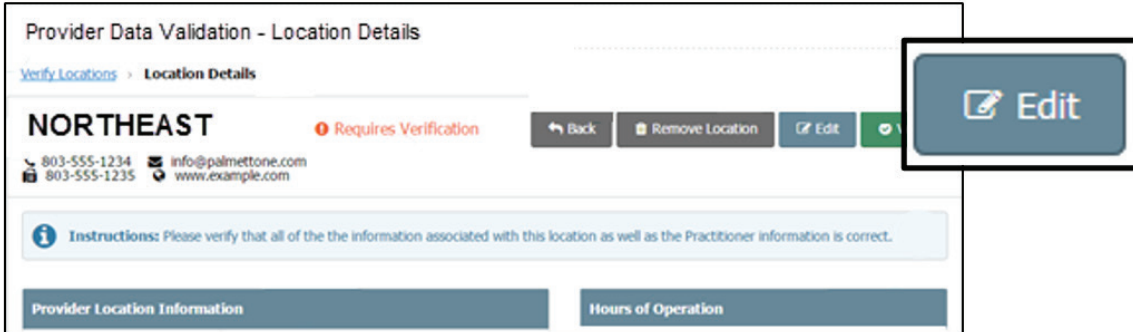 Provider Data Validation - Location Details
Verify Locations > Location Details
NORTHEAST
Requires Verification
Back
Remove Location
Edit
Edit
803-555-1234 info@palmettone.com
803-555-1235 www.example.com
Instructions: Please verify that all of the the information associated with this location as well as the Practitioner information is correct.
Provider Location Information
Hours of Operation